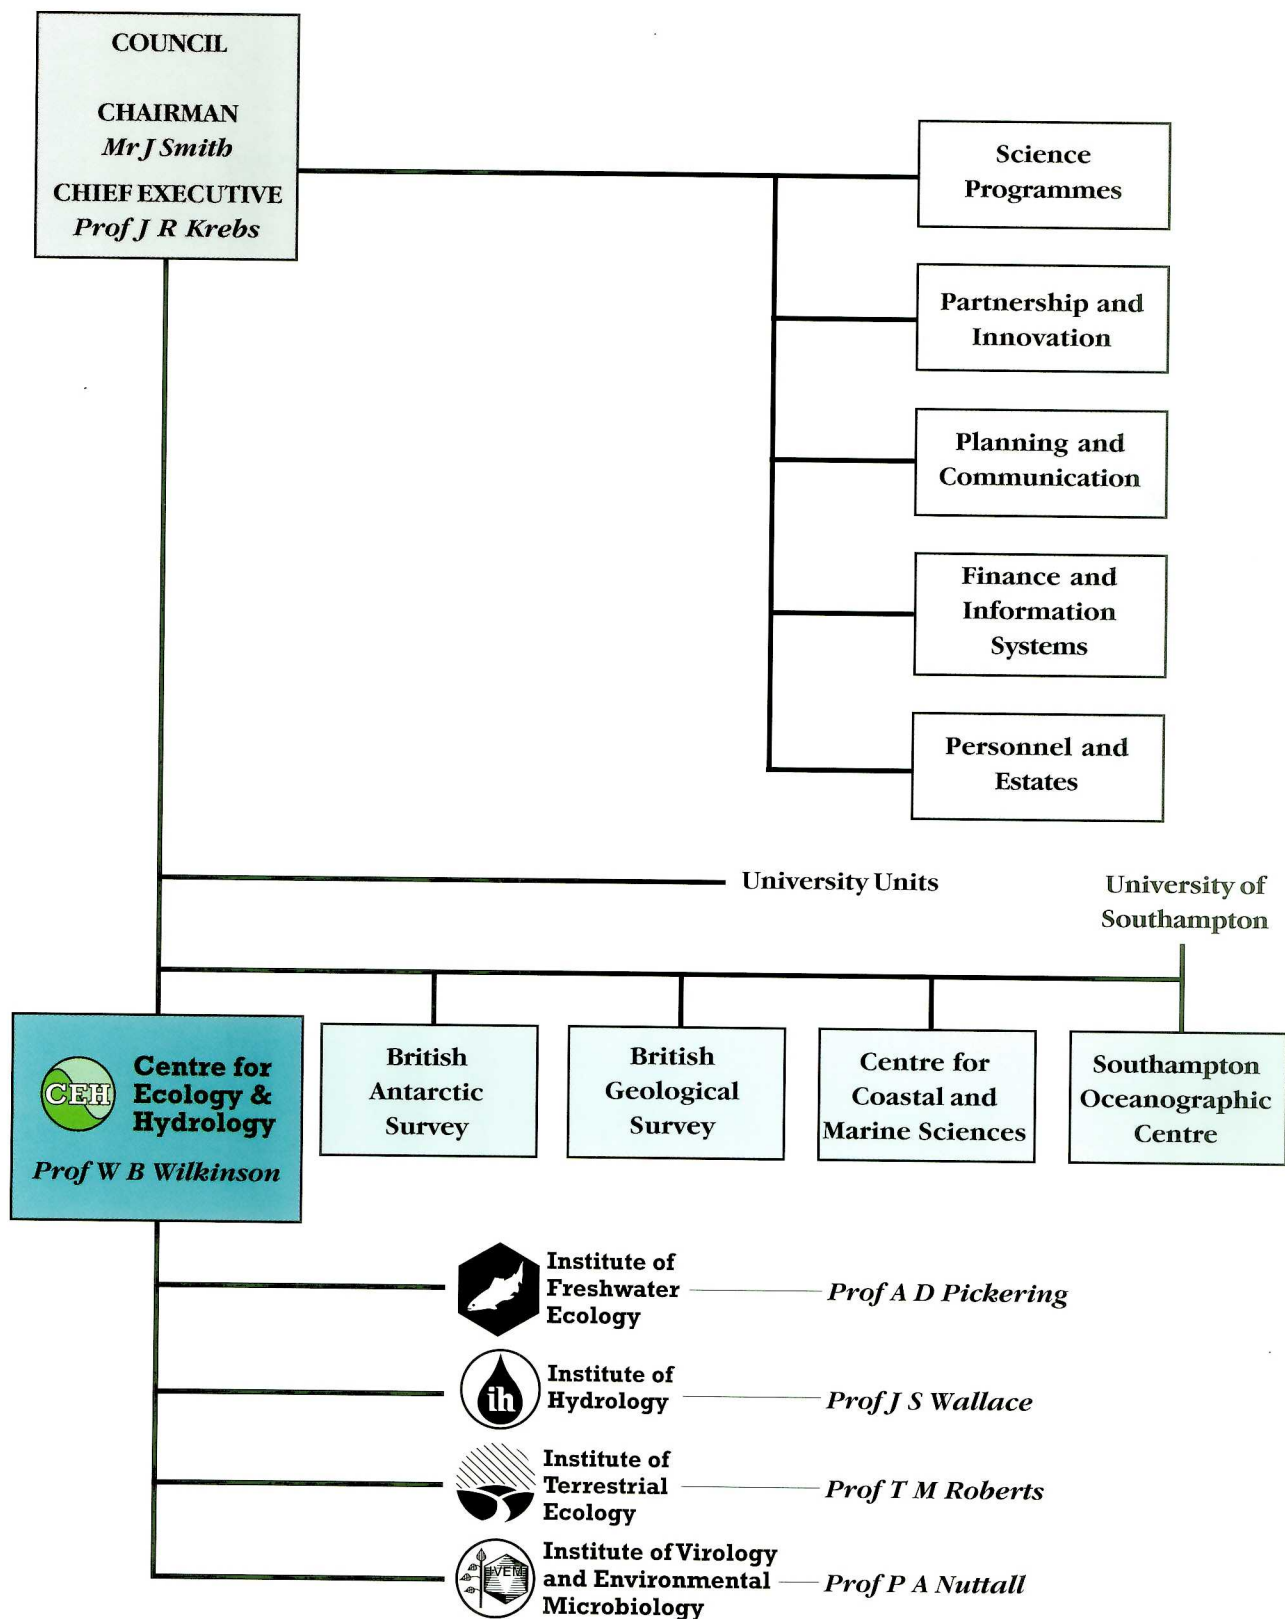 COUNCIL
CHAIRMAN
Mr J Smith
CHIEF EXECUTIVE
Prof J R Krebs
Science
Programmes
Partnership and
Innovation
Planning and
Communication
Finance and
Information
Systems
Personnel and
Estates
University Units
University of
Southampton
CEH
Centre for
Ecology &
Hydrology
Prof W B Wilkinson
British
Antarctic
Survey
British
Geological
Survey
Centre for
Coastal and
Marine Sciences
Southampton
Oceanographic
Centre
Institute of
Freshwater
Ecology
Prof A D Pickering
ih
Institute of
Hydrology
Prof J S Wallace
Institute of
Terrestrial
Ecology
Prof T M Roberts
IVEM
Institute of Virology
and Environmental
Microbiology
Prof P A Nuttall